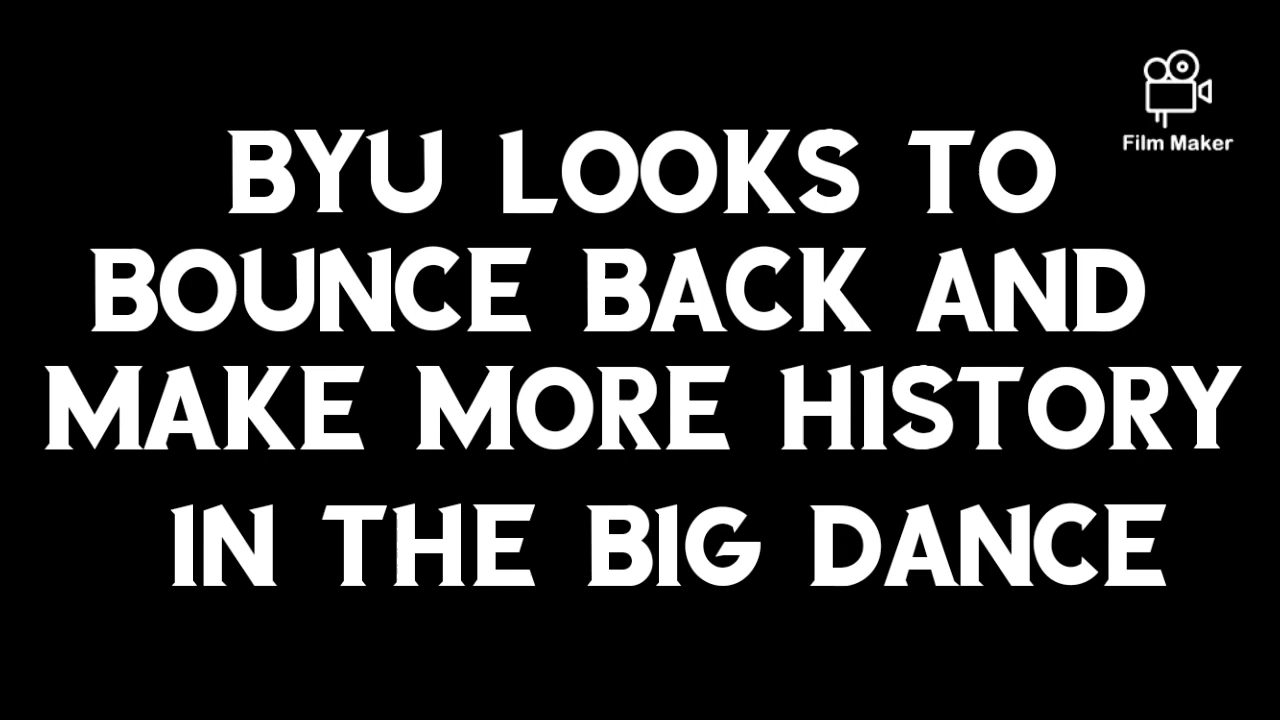 Film Maker
BYU LOOKS TO
BOUNCE BACK AND
MAKE MORE HISTORY
IN THE BIG DANCE